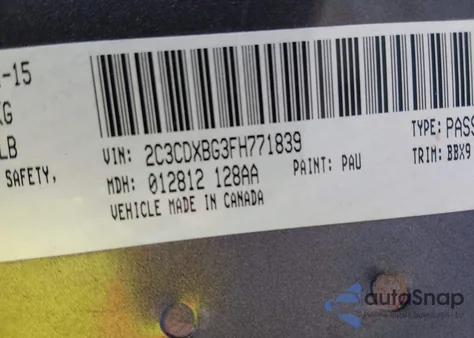 -15
KG
LB
SAFETY,
VIN: 2C3CDXBG3FH771839
TYPE: PASS
MDH: 012812 128AA
PAINT: PAU
TRIM: BBX9
VEHICLE MADE IN CANADA
autoSnap